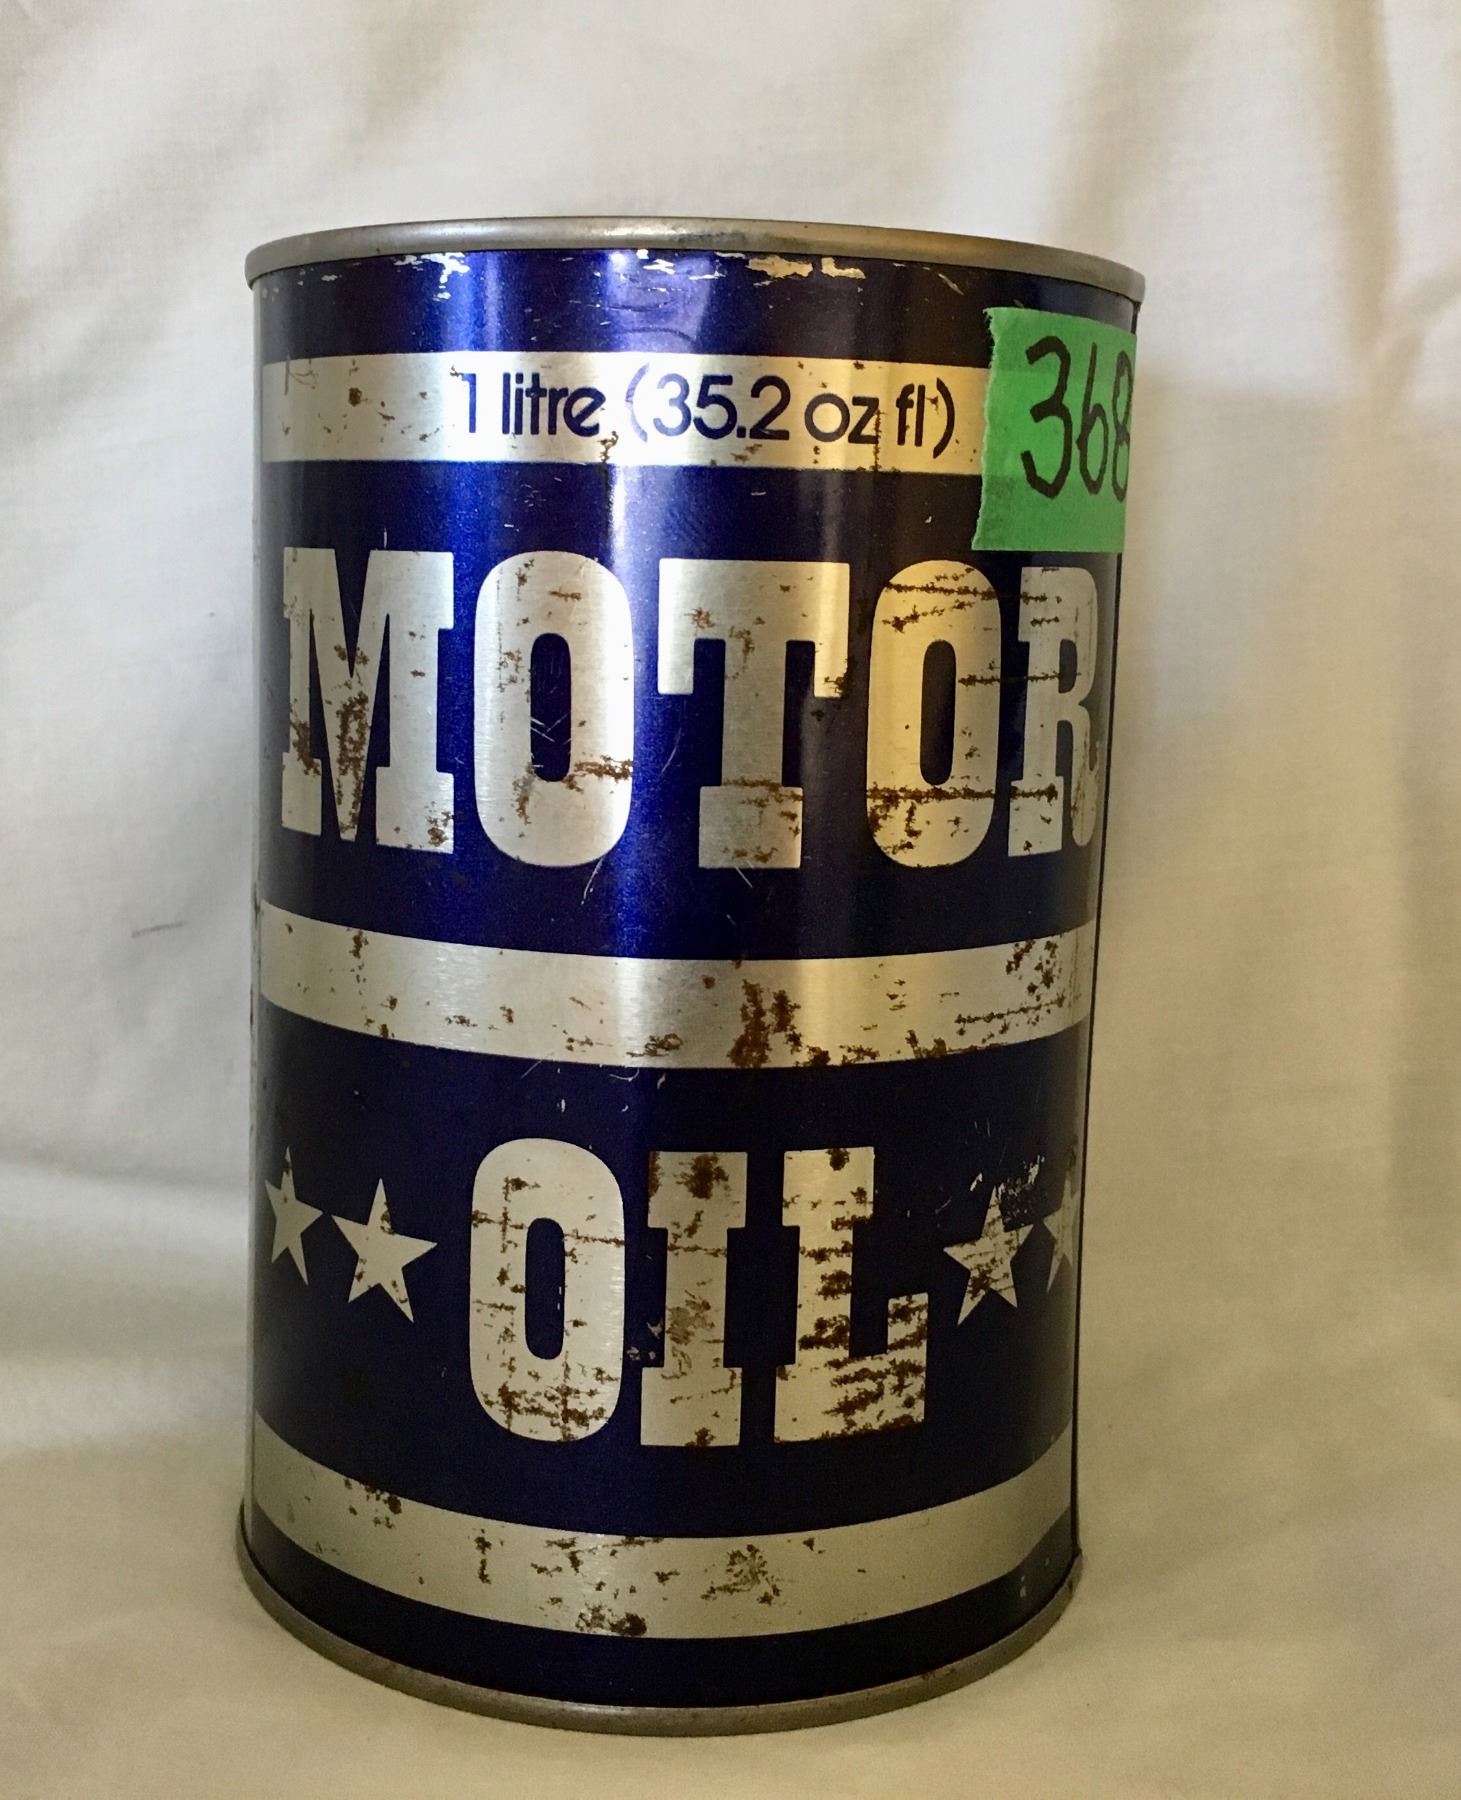 1 litre (35.2 oz fl)
368
MOTOR
OIL